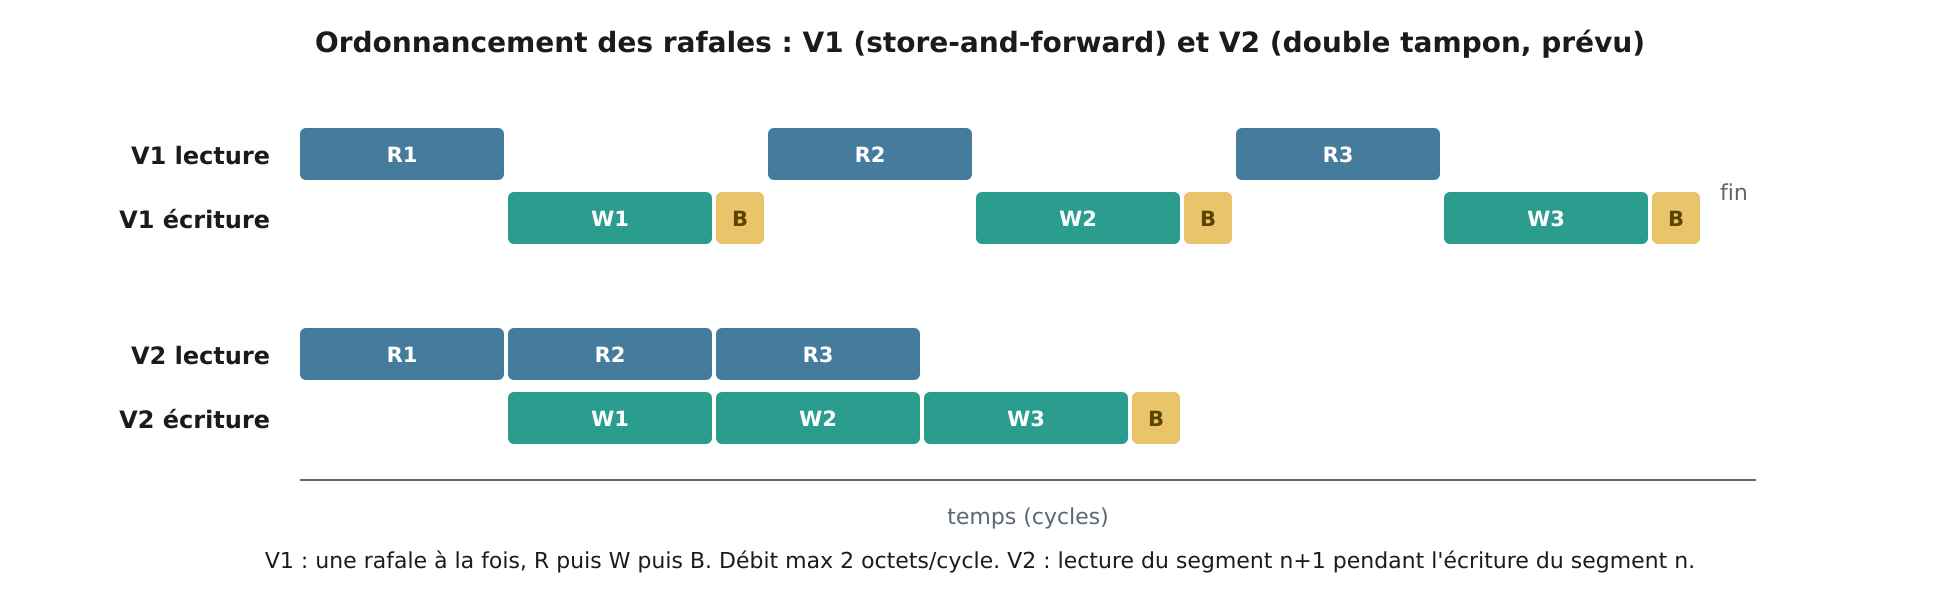 Ordonnancement des rafales : V1 (store-and-forward) et V2 (double tampon, prévu)
V1 lecture R1 R2 R3
fin
V1 écriture W1 B W2 B W3 B
V2 lecture R1 R2 R3
V2 écriture W1 W2 W3 B
temps (cycles)
V1 : une rafale à la fois, R puis W puis B. Débit max 2 octets/cycle. V2 : lecture du segment n+1 pendant l'écriture du segment n.